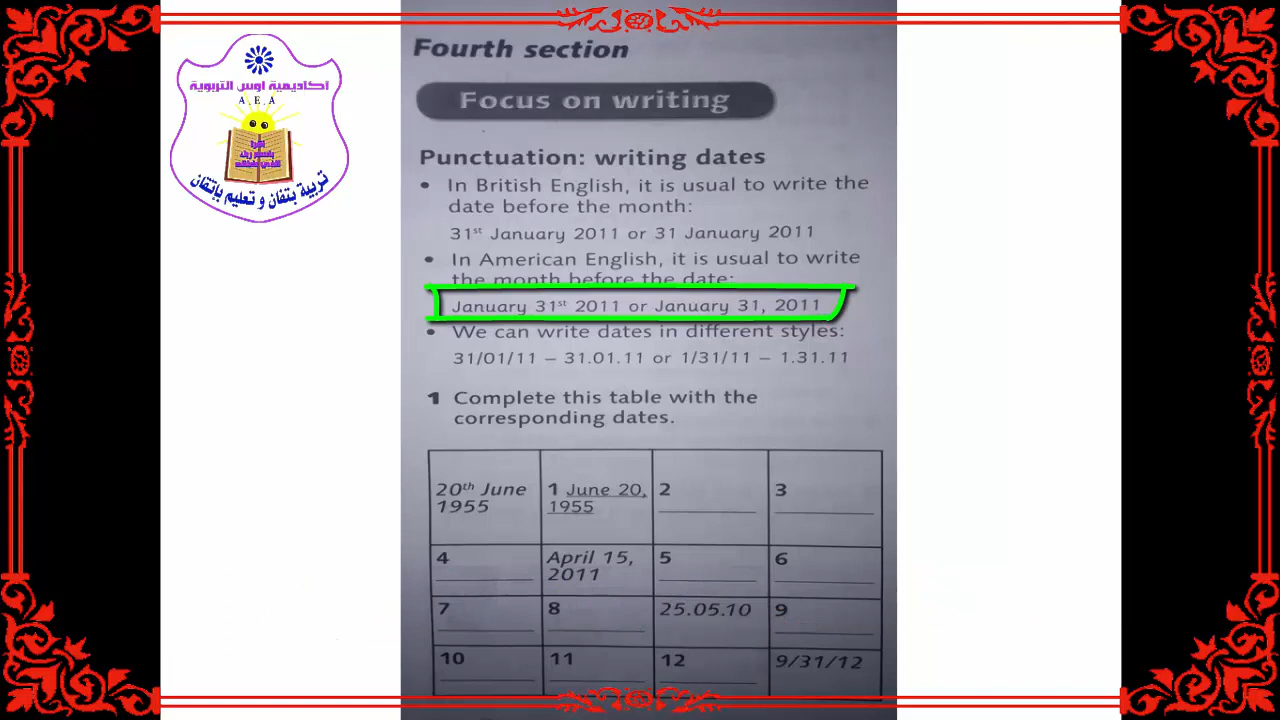 اكاديمية اوس التربوية
A.E.A
اقرأ
تربية بتفان و تعليم بإتقان
Fourth section
Focus on writing
Punctuation: writing dates
• In British English, it is usual to write the
date before the month:
31st January 2011 or 31 January 2011
• In American English, it is usual to write
the month before the date:
January 31st 2011 or January 31, 2011
• We can write dates in different styles:
31/01/11 – 31.01.11 or 1/31/11 – 1.31.11
1 Complete this table with the
corresponding dates.
20th June 1 June 20, 2 3
1955 1955
4 April 15, 5 6
2011
7 8 25.05.10 9
10 11 12 9/31/12